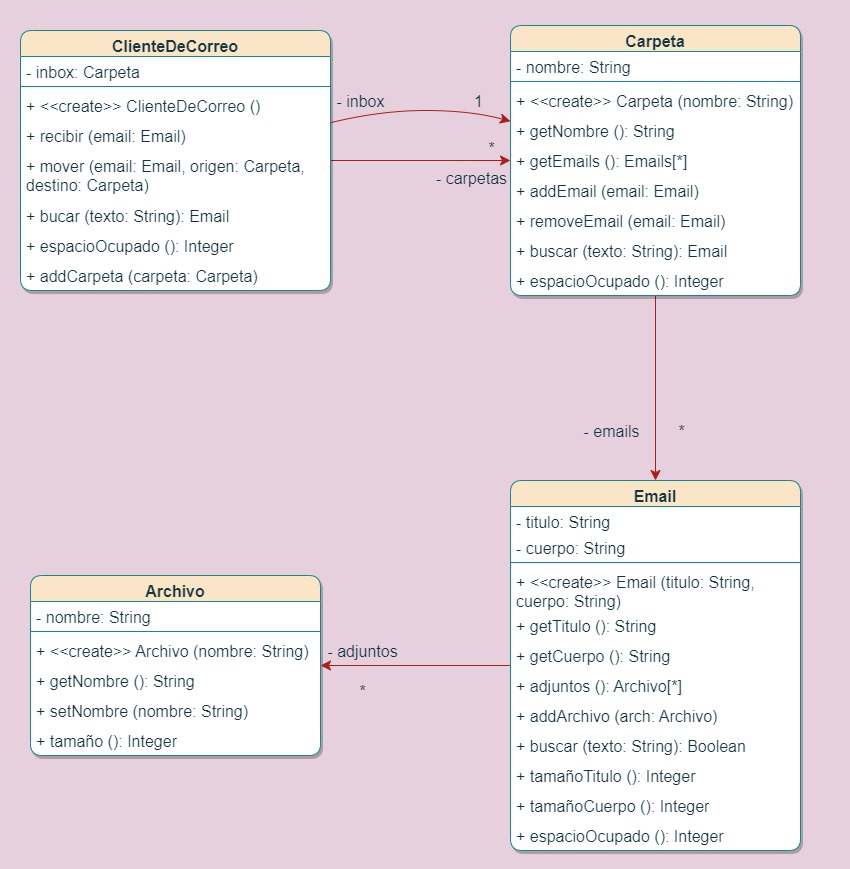 ClienteDeCorreo
- inbox: Carpeta
+ <<create>> ClienteDeCorreo ()
+ recibir (email: Email)
+ mover (email: Email, origen: Carpeta,
destino: Carpeta)
+ bucar (texto: String): Email
+ espacioOcupado (): Integer
+ addCarpeta (carpeta: Carpeta)
- inbox
1
*
- carpetas
Carpeta
- nombre: String
+ <<create>> Carpeta (nombre: String)
+ getNombre (): String
+ getEmails (): Emails[*]
+ addEmail (email: Email)
+ removeEmail (email: Email)
+ buscar (texto: String): Email
+ espacioOcupado (): Integer
- emails
*
Email
- titulo: String
- cuerpo: String
+ <<create>> Email (titulo: String,
cuerpo: String)
+ getTitulo (): String
+ getCuerpo (): String
+ adjuntos (): Archivo[*]
+ addArchivo (arch: Archivo)
+ buscar (texto: String): Boolean
+ tamañoTitulo (): Integer
+ tamañoCuerpo (): Integer
+ espacioOcupado (): Integer
- adjuntos
*
Archivo
- nombre: String
+ <<create>> Archivo (nombre: String)
+ getNombre (): String
+ setNombre (nombre: String)
+ tamaño (): Integer